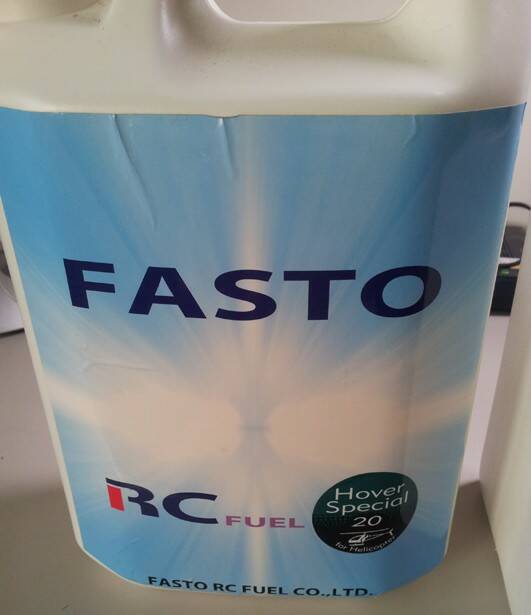 FASTO
RC FUEL
Hover
Special
20
for Helicopter
FASTO RC FUEL CO.,LTD.